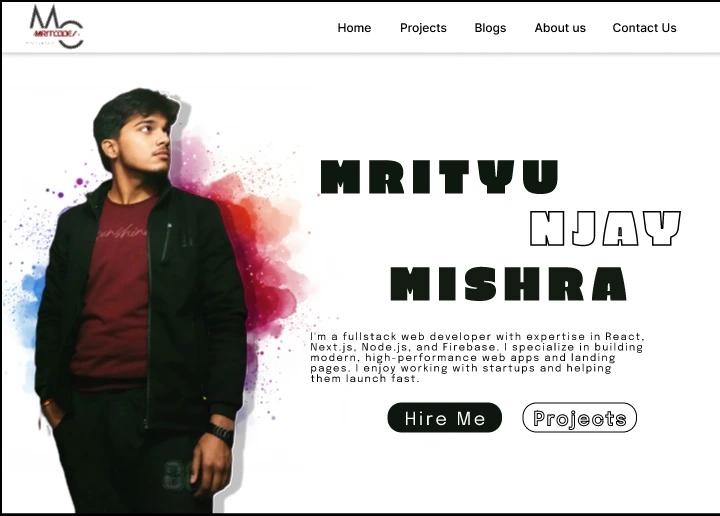 MC
MRITCODES
Home Projects Blogs About us Contact Us
MRITYU
NJAY
MISHRA
I'm a fullstack web developer with expertise in React,
Next.js, Node.js, and Firebase. I specialize in building
modern, high-performance web apps and landing
pages. I enjoy working with startups and helping
them launch fast.
Hire Me Projects